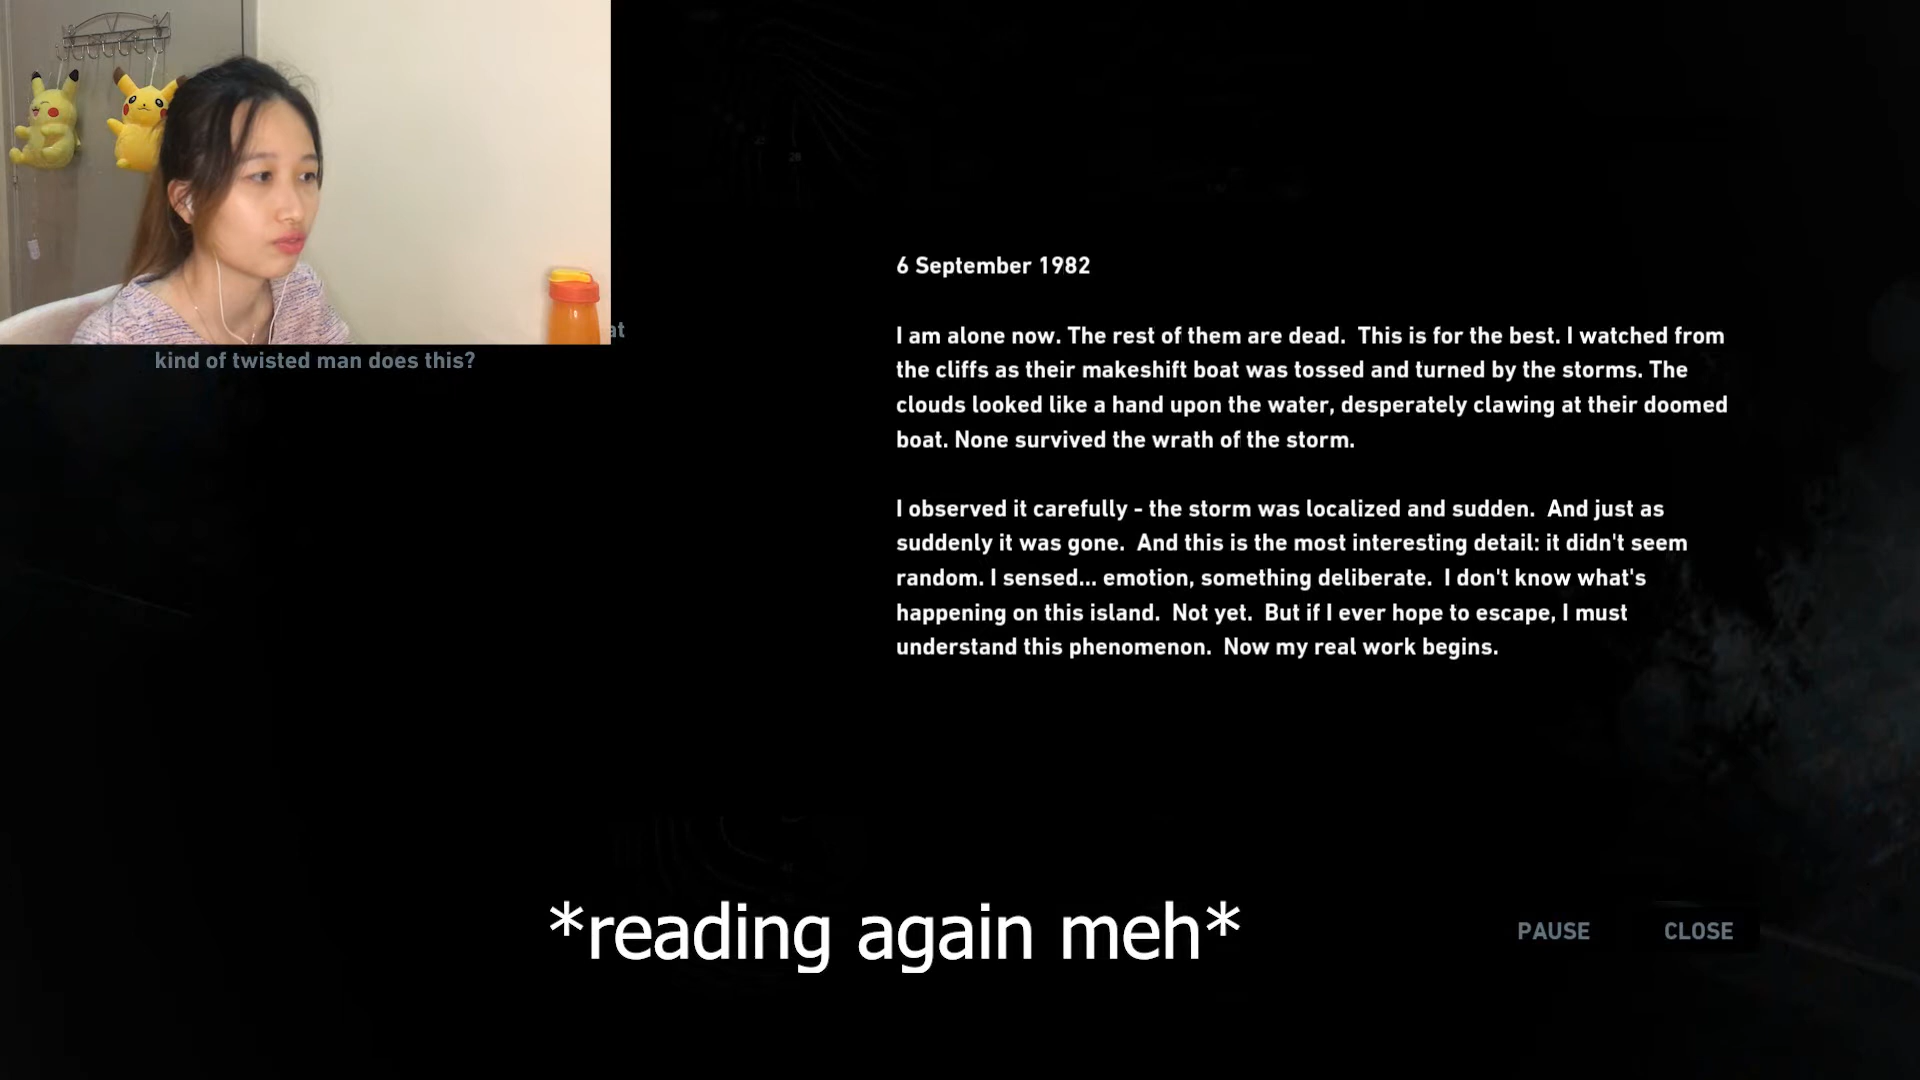 at
kind of twisted man does this?
6 September 1982
I am alone now. The rest of them are dead.  This is for the best. I watched from
the cliffs as their makeshift boat was tossed and turned by the storms. The
clouds looked like a hand upon the water, desperately clawing at their doomed
boat. None survived the wrath of the storm.
I observed it carefully - the storm was localized and sudden.  And just as
suddenly it was gone.  And this is the most interesting detail: it didn't seem
random. I sensed... emotion, something deliberate.  I don't know what's
happening on this island.  Not yet.  But if I ever hope to escape, I must
understand this phenomenon.  Now my real work begins.
*reading again meh*
PAUSE CLOSE